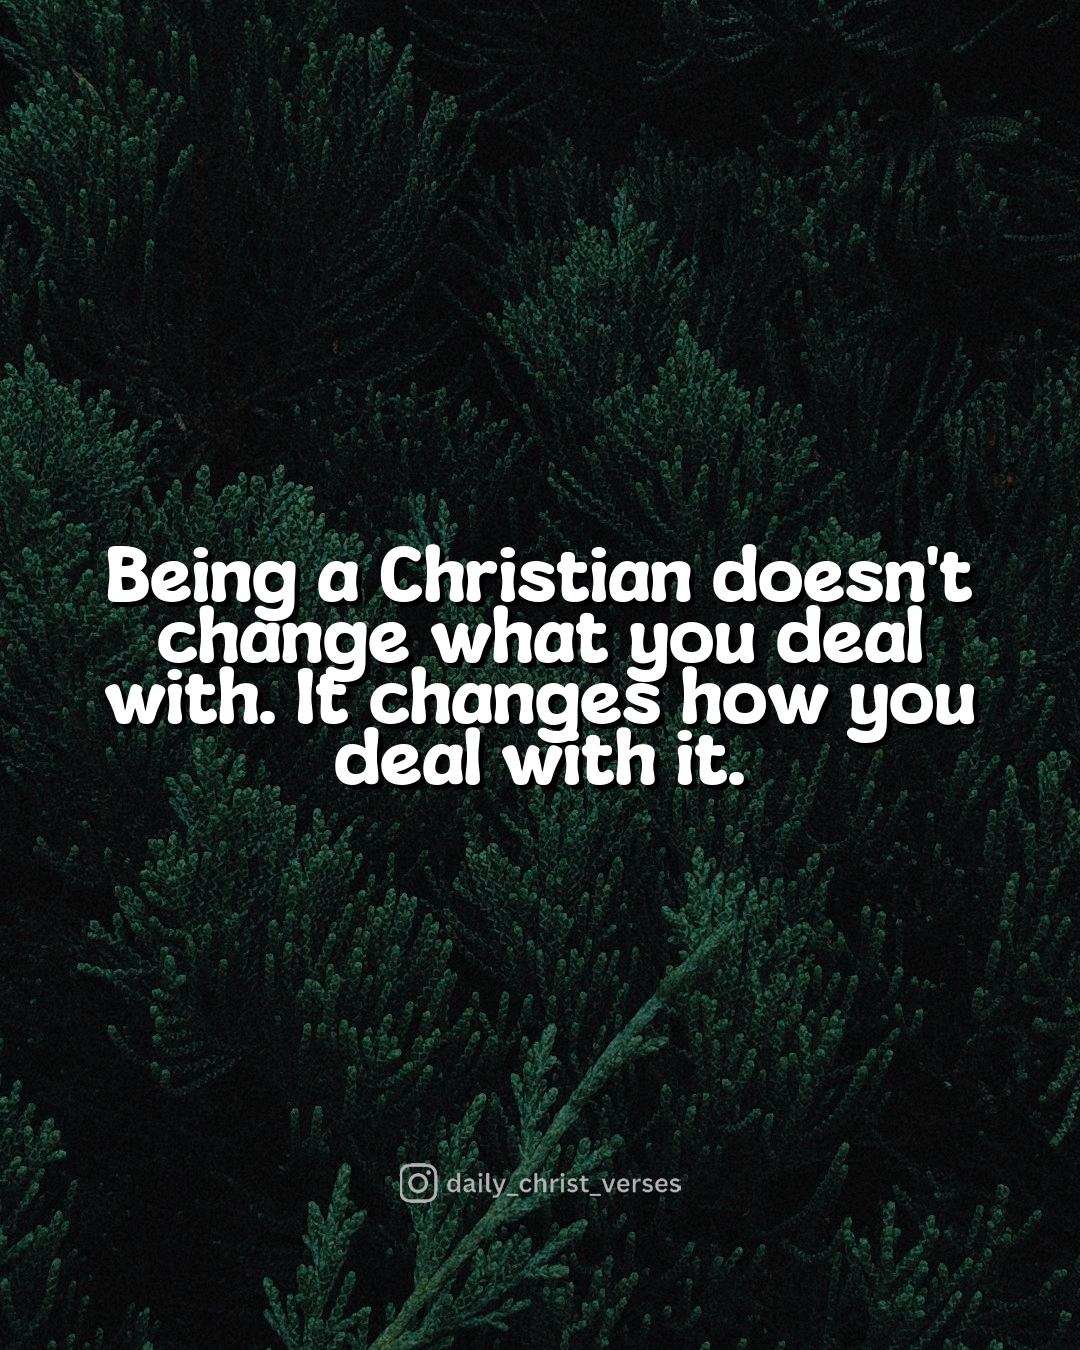 Being a Christian doesn't
change what you deal
with. It changes how you
deal with it.
daily_christ_verses